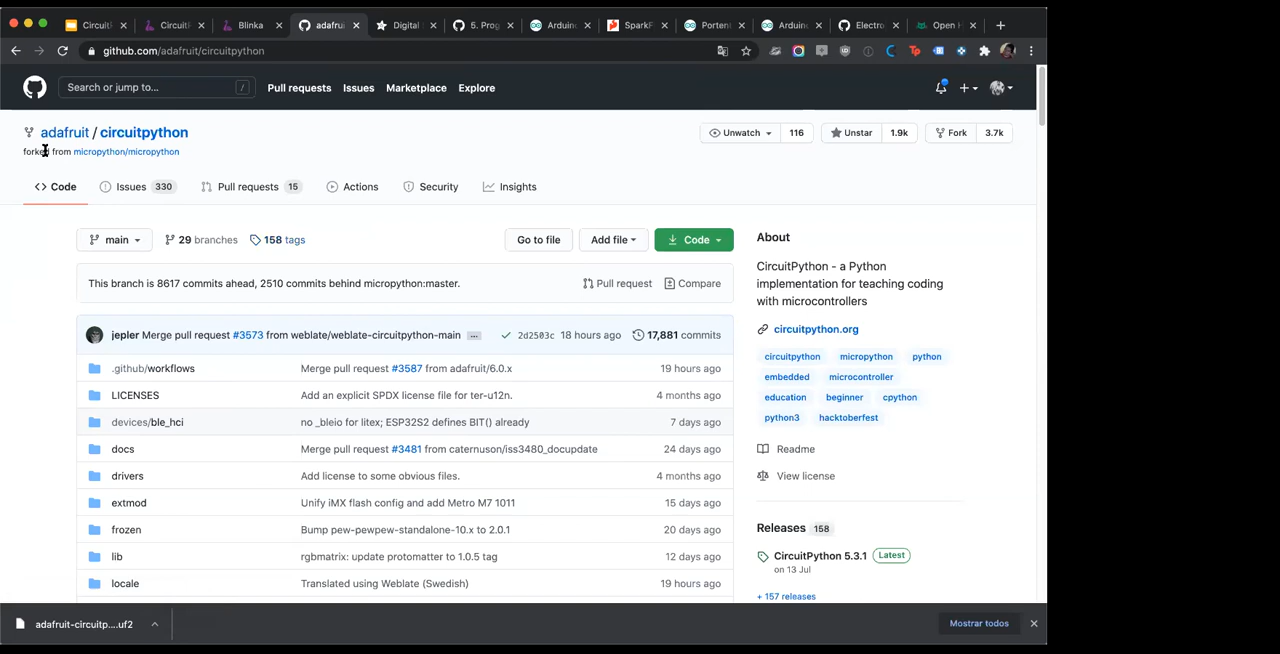 Circuit
Circuit
Blinka
adafrui
Digital
5. Prog
Arduin
SparkF
Portent
Arduin
Electro
Open H
github.com/adafruit/circuitpython
Search or jump to... /
Pull requests Issues Marketplace Explore
adafruit / circuitpython
Unwatch 116 Unstar 1.9k Fork 3.7k
forked from micropython/micropython
<> Code Issues 330 Pull requests 15 Actions Security Insights
main 29 branches 158 tags Go to file Add file Code
This branch is 8617 commits ahead, 2510 commits behind micropython:master. Pull request Compare
jepler Merge pull request #3573 from weblate/weblate-circuitpython-main ... 2d2503c 18 hours ago 17,881 commits
.github/workflows Merge pull request #3587 from adafruit/6.0.x 19 hours ago
LICENSES Add an explicit SPDX license file for ter-u12n. 4 months ago
devices/ble_hci no _bleio for litex; ESP32S2 defines BIT() already 7 days ago
docs Merge pull request #3481 from caternuson/iss3480_docupdate 24 days ago
drivers Add license to some obvious files. 4 months ago
extmod Unify iMX flash config and add Metro M7 1011 15 days ago
frozen Bump pew-pewpew-standalone-10.x to 2.0.1 20 days ago
lib rgbmatrix: update protomatter to 1.0.5 tag 12 days ago
locale Translated using Weblate (Swedish) 19 hours ago
About
CircuitPython - a Python
implementation for teaching coding
with microcontrollers
circuitpython.org
circuitpython micropython python
embedded microcontroller
education beginner cpython
python3 hacktoberfest
Readme
View license
Releases 158
CircuitPython 5.3.1 Latest
on 13 Jul
+ 157 releases
adafruit-circuitp....uf2
Mostrar todos